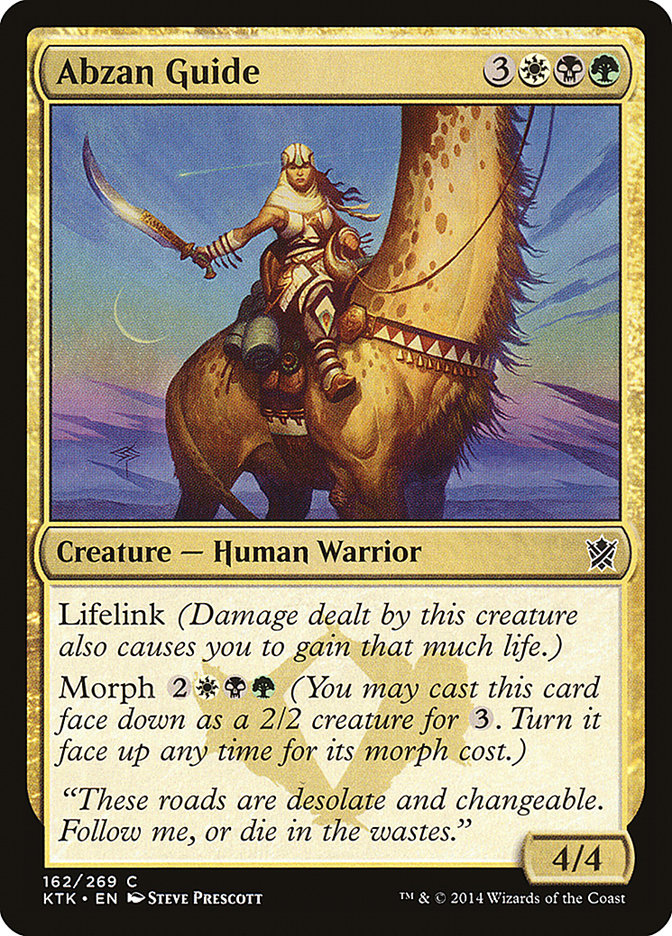 Abzan Guide 3
Creature — Human Warrior
Lifelink (Damage dealt by this creature
also causes you to gain that much life.)
Morph 2 (You may cast this card
face down as a 2/2 creature for 3. Turn it
face up any time for its morph cost.)
“These roads are desolate and changeable.
Follow me, or die in the wastes.”
4/4
162/269 C
KTK • EN Steve Prescott
™ & © 2014 Wizards of the Coast